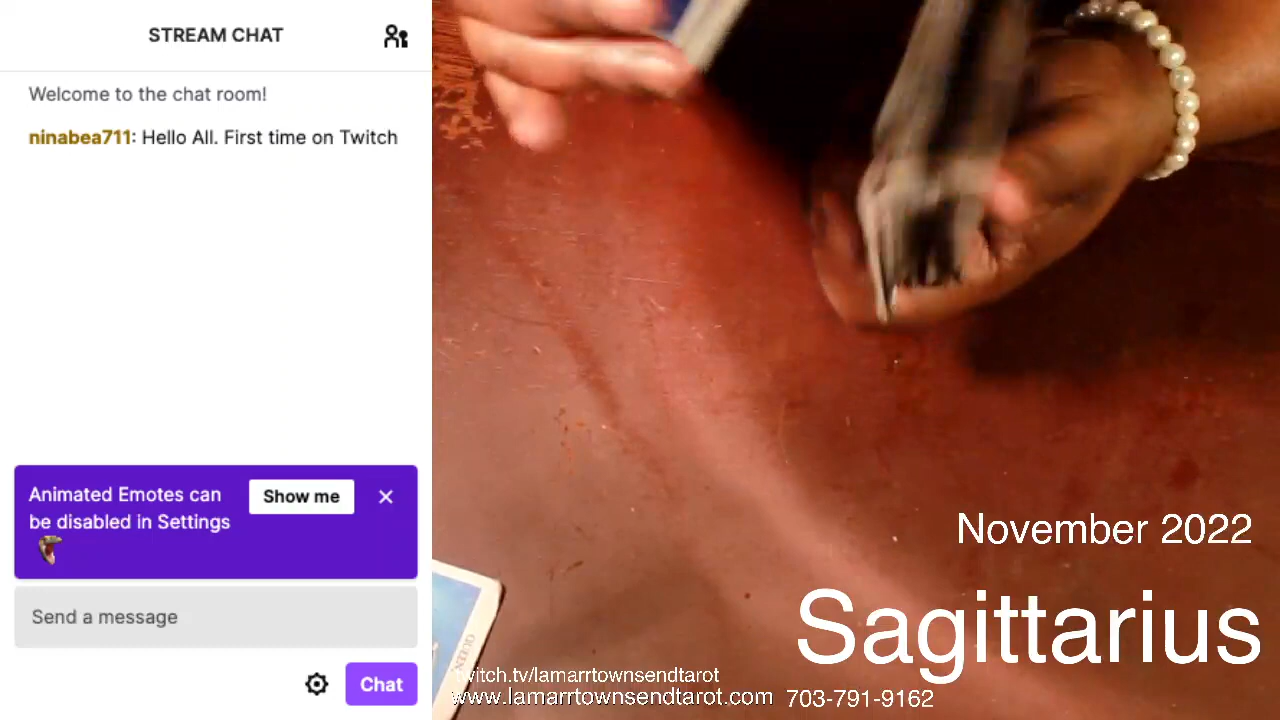 STREAM CHAT
Welcome to the chat room!
ninabea711: Hello All. First time on Twitch
Animated Emotes can
be disabled in Settings
Show me
Send a message
Chat
November 2022
Sagittarius
QUEEN
twitch.tv/lamarrtownsendtarot
www.lamarrtownsendtarot.com 703-791-9162